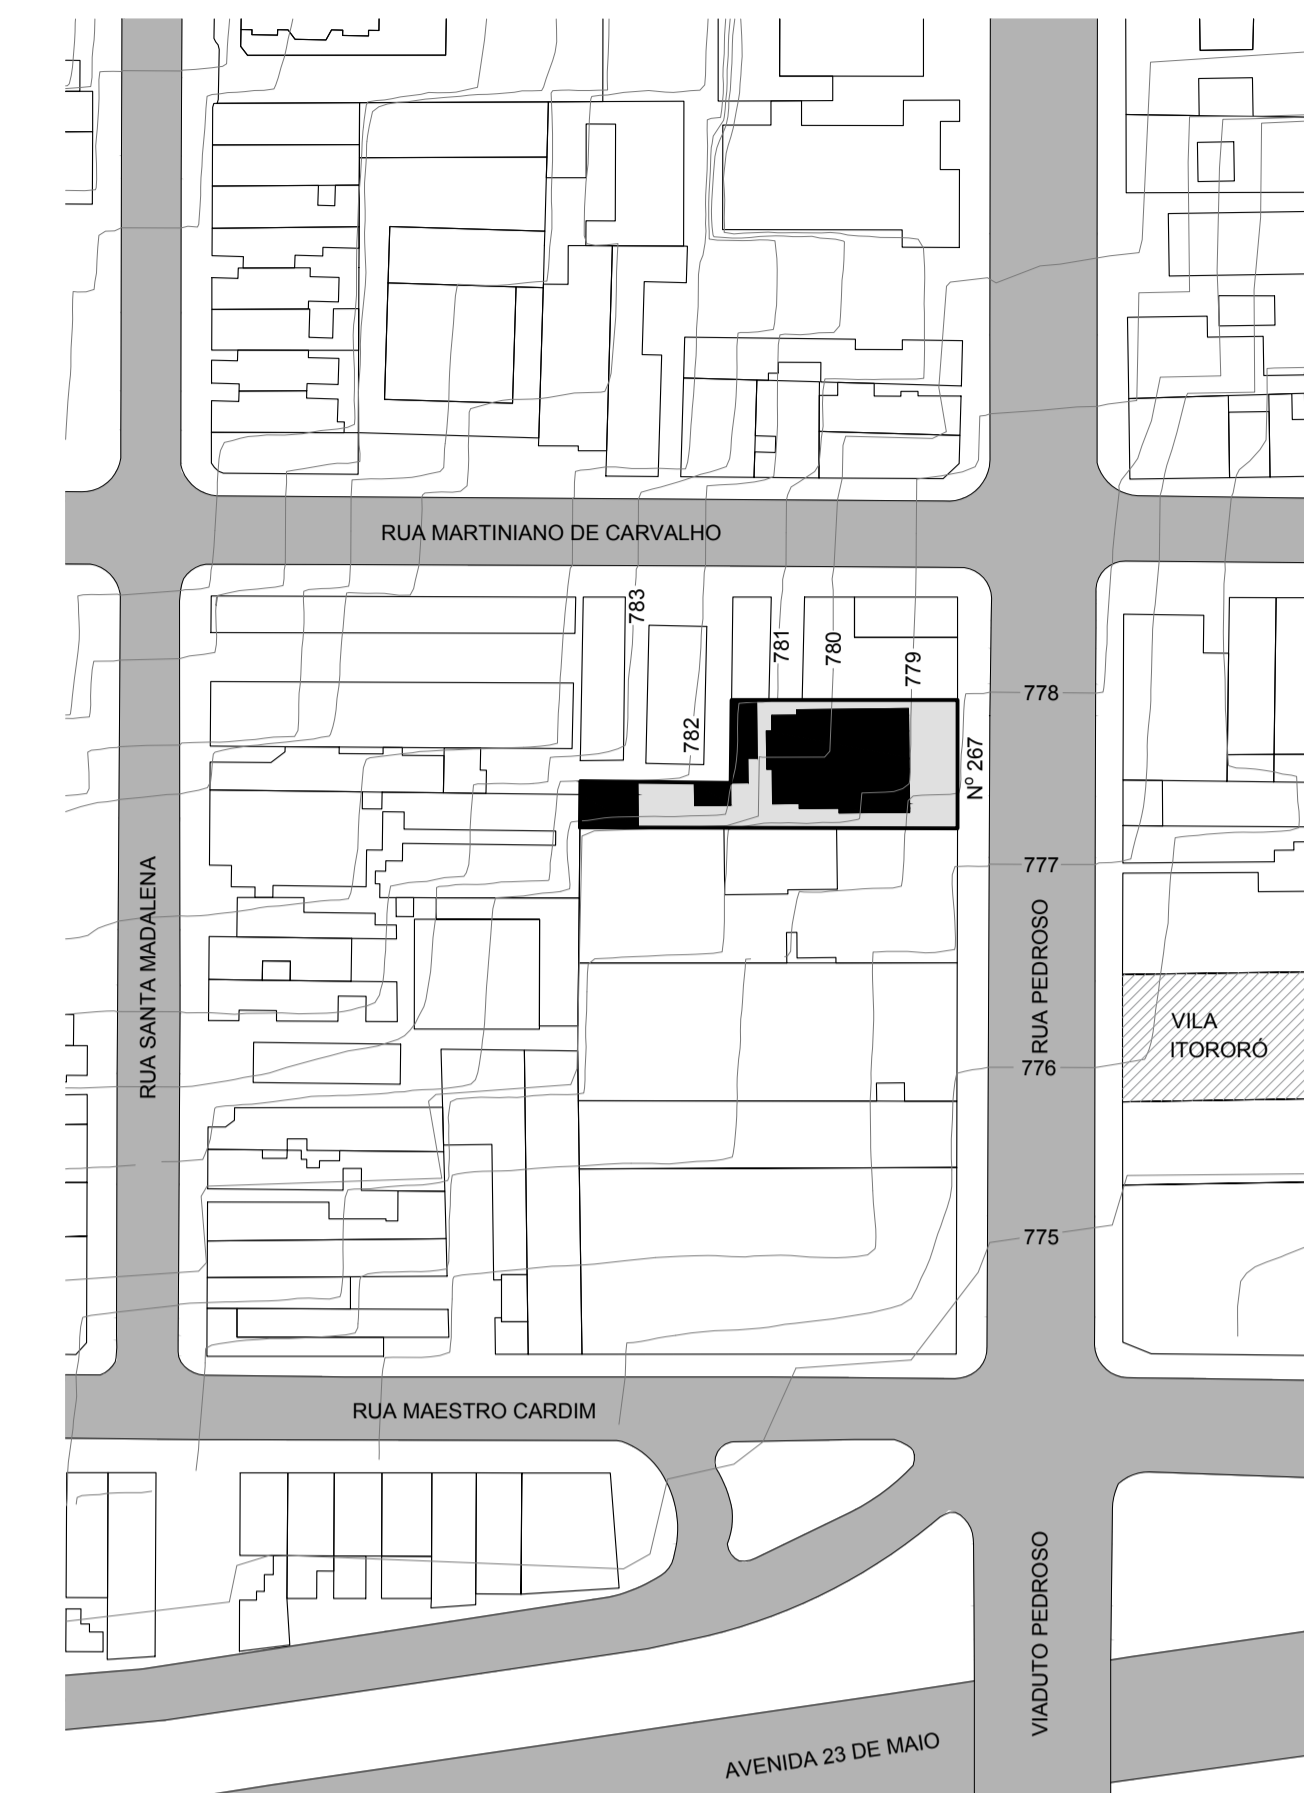 RUA MARTINIANO DE CARVALHO
783
781
780
779
778
782
Nº 267
777
RUA SANTA MADALENA
RUA PEDROSO
VILA
ITORORÓ
776
775
RUA MAESTRO CARDIM
VIADUTO PEDROSO
AVENIDA 23 DE MAIO